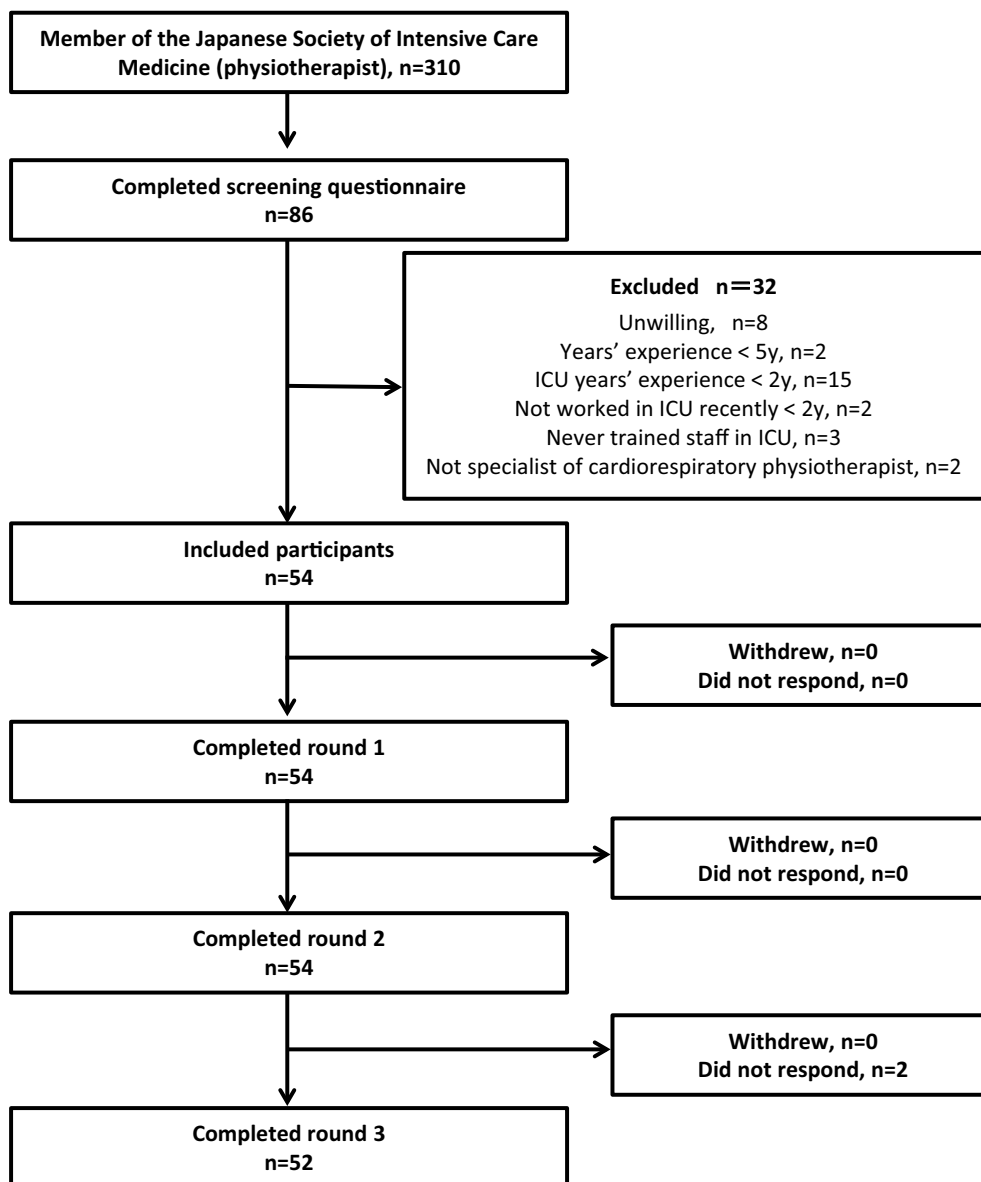 Member of the Japanese Society of Intensive Care
Medicine (physiotherapist), n=310
Completed screening questionnaire
n=86
Excluded n＝32
Unwilling, n=8
Years’ experience < 5y, n=2
ICU years’ experience < 2y, n=15
Not worked in ICU recently < 2y, n=2
Never trained staff in ICU, n=3
Not specialist of cardiorespiratory physiotherapist, n=2
Included participants
n=54
Withdrew, n=0
Did not respond, n=0
Completed round 1
n=54
Withdrew, n=0
Did not respond, n=0
Completed round 2
n=54
Withdrew, n=0
Did not respond, n=2
Completed round 3
n=52